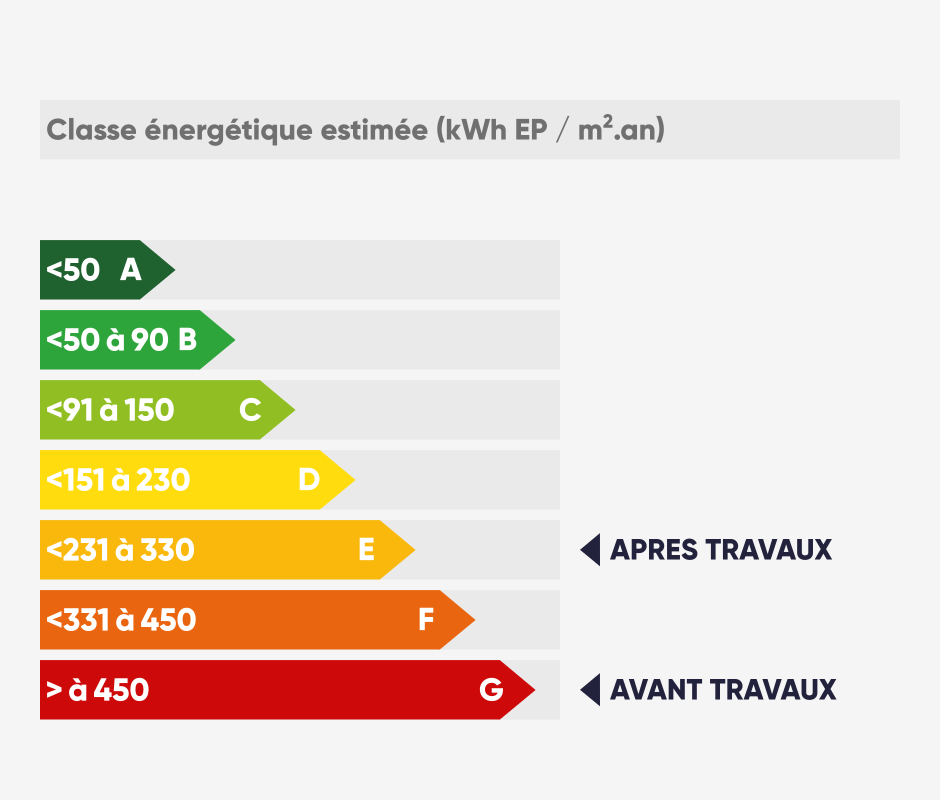 Classe énergétique estimée (kWh EP / m².an)
<50 A
<50 à 90 B
<91 à 150 C
<151 à 230 D
<231 à 330 E
APRES TRAVAUX
<331 à 450 F
> à 450 G
AVANT TRAVAUX